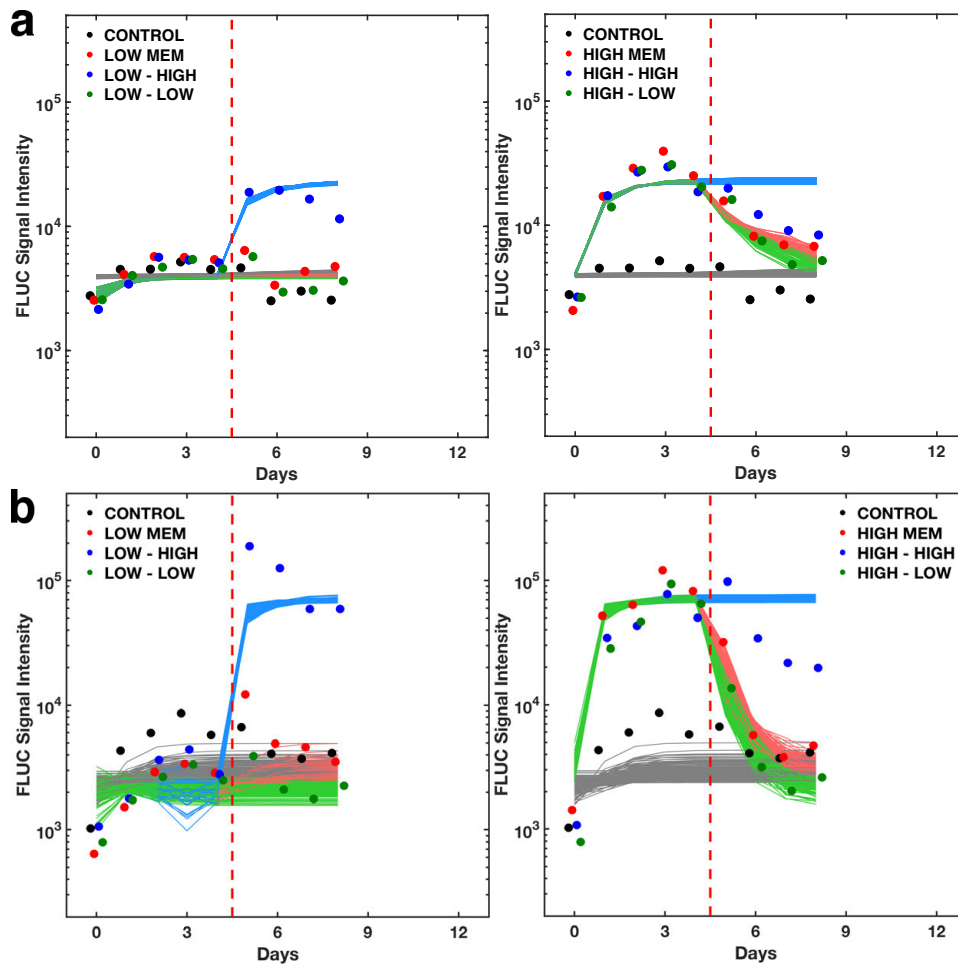 a
CONTROL
LOW MEM
LOW - HIGH
LOW - LOW
FLUC Signal Intensity
10^5
10^4
10^3
0 3 6 9 12
Days
CONTROL
HIGH MEM
HIGH - HIGH
HIGH - LOW
FLUC Signal Intensity
10^5
10^4
10^3
0 3 6 9 12
Days
b
CONTROL
LOW MEM
LOW - HIGH
LOW - LOW
FLUC Signal Intensity
10^5
10^4
10^3
0 3 6 9 12
Days
CONTROL
HIGH MEM
HIGH - HIGH
HIGH - LOW
FLUC Signal Intensity
10^5
10^4
10^3
0 3 6 9 12
Days